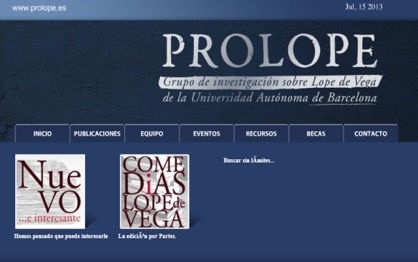 www.prolope.es
Jul, 15 2013
PROLOPE
Grupo de investigación sobre Lope de Vega
de la Universidad Autónoma de Barcelona
INICIO PUBLICACIONES EQUIPO EVENTOS RECURSOS BECAS CONTACTO
Nue
VO
...e interesante
COME
DiAS
LOPE de
VEGA
Buscar sin lÃmites...
Hemos pensado que puede interesarle
La ediciÃ³n por Partes.